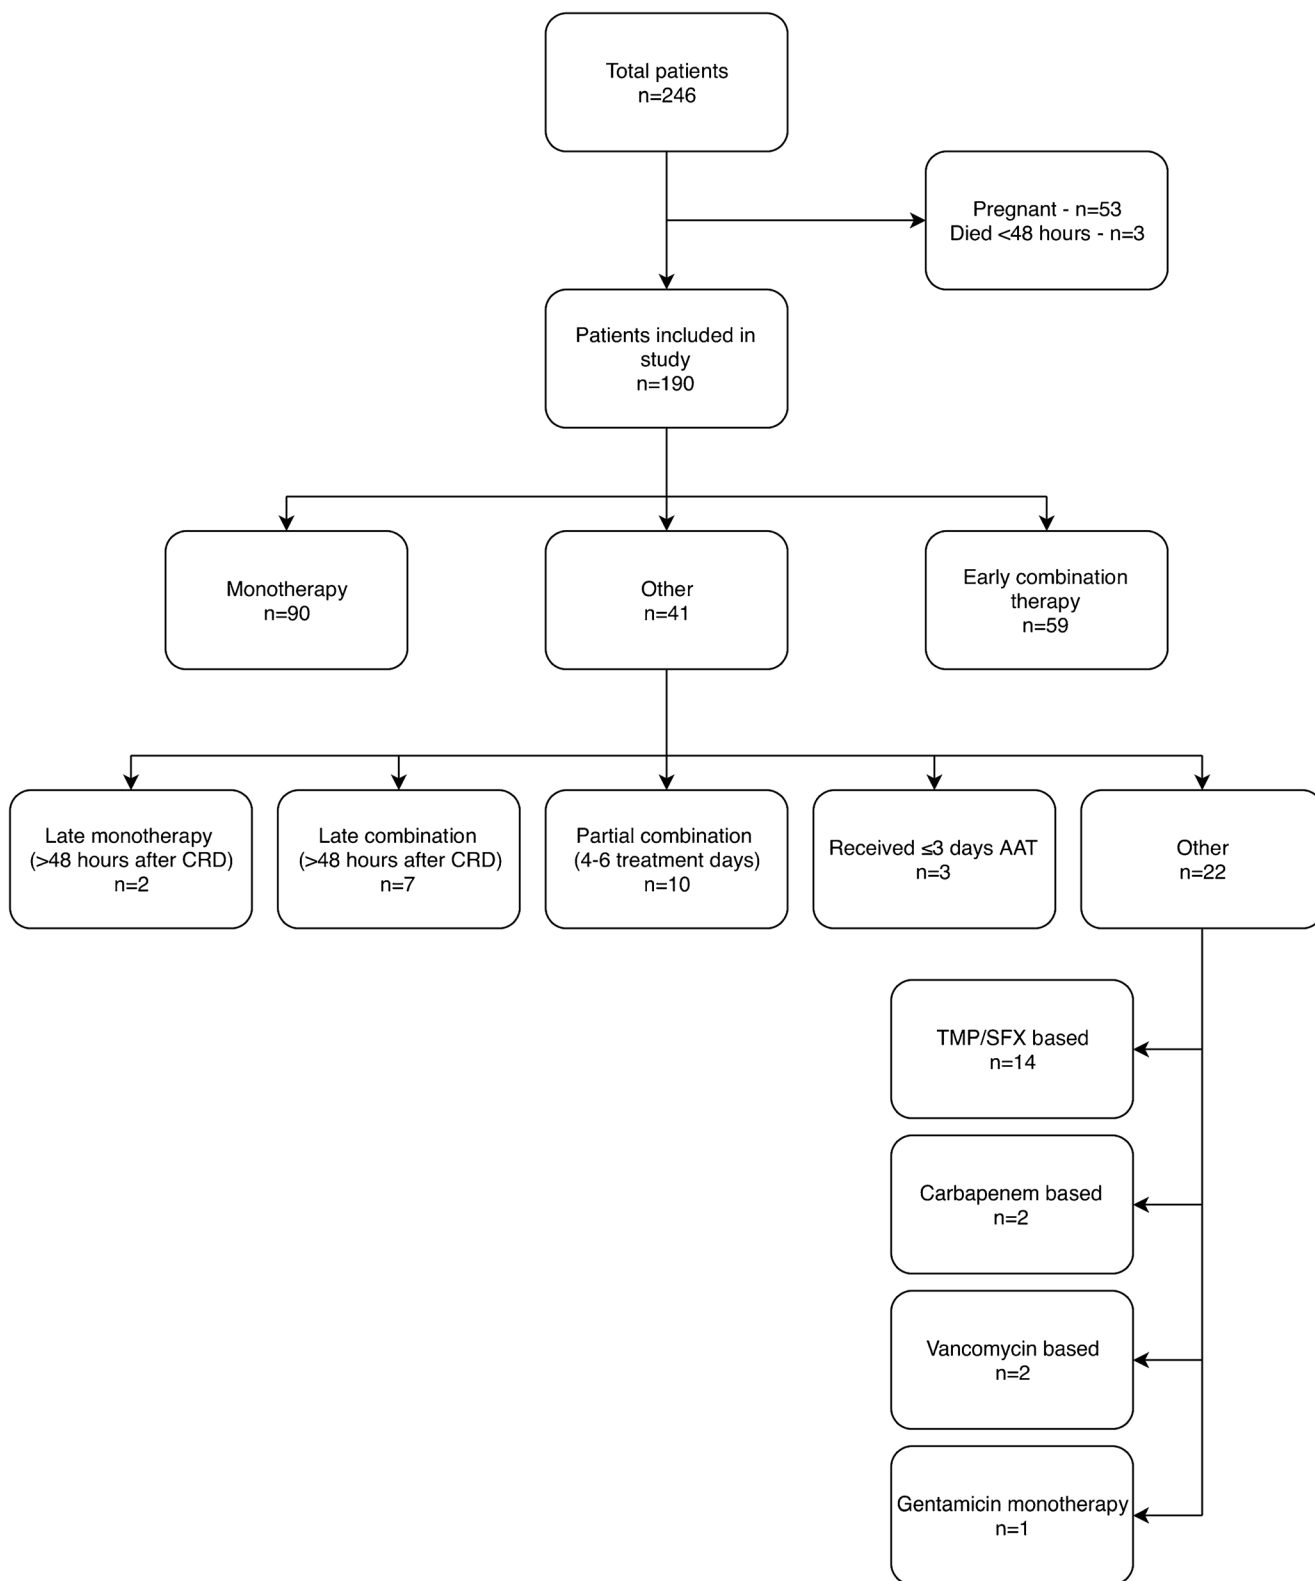 Total patients
n=246
Pregnant - n=53
Died <48 hours - n=3
Patients included in
study
n=190
Monotherapy
n=90
Other
n=41
Early combination
therapy
n=59
Late monotherapy
(>48 hours after CRD)
n=2
Late combination
(>48 hours after CRD)
n=7
Partial combination
(4-6 treatment days)
n=10
Received ≤3 days AAT
n=3
Other
n=22
TMP/SFX based
n=14
Carbapenem based
n=2
Vancomycin based
n=2
Gentamicin monotherapy
n=1